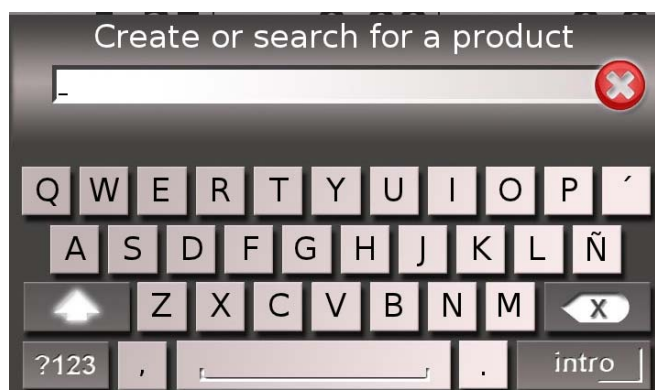 Create or search for a product
_
Q W E R T Y U I O P ´
A S D F G H J K L Ñ
Z X C V B N M X
?123 , . intro